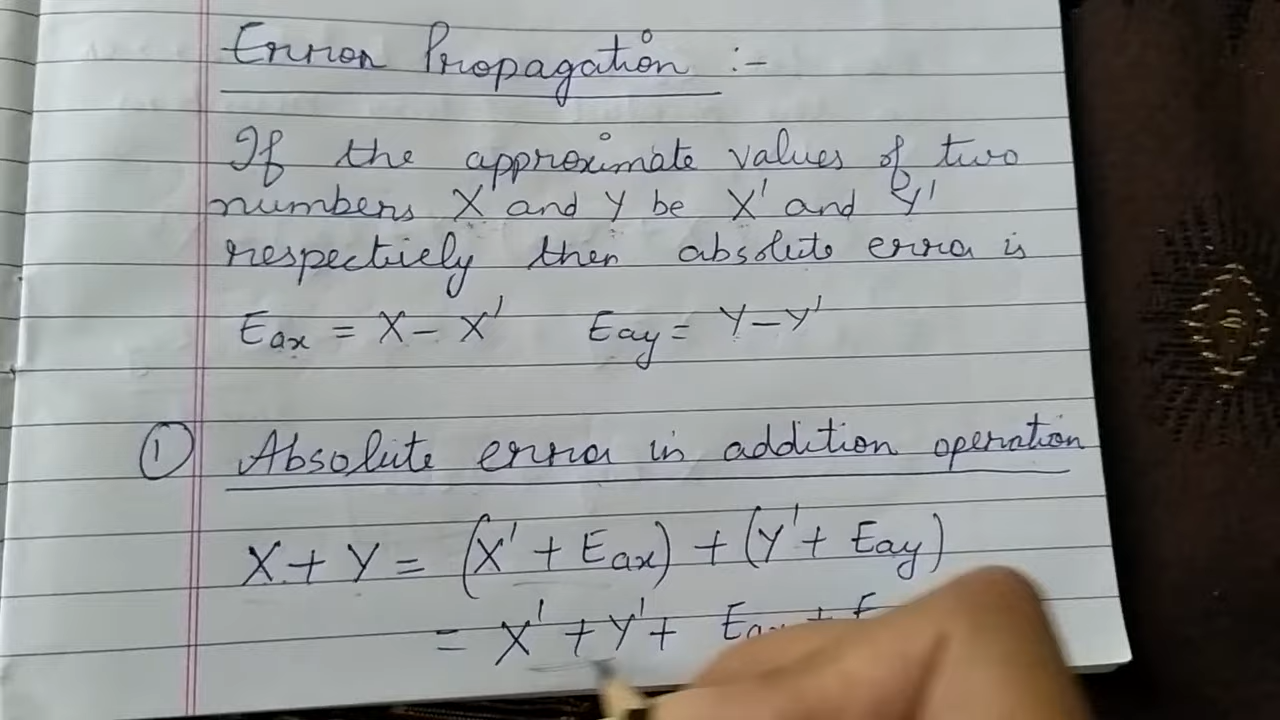 Error Propagation :-
If the approximate values of two
numbers X and Y be X' and Y'
respectively then absolute error is
Eax = X - X' Eay = Y - Y'
① Absolute error in addition operation
X + Y = (X' + Eax) + (Y' + Eay)
= X' + Y' + Eax +